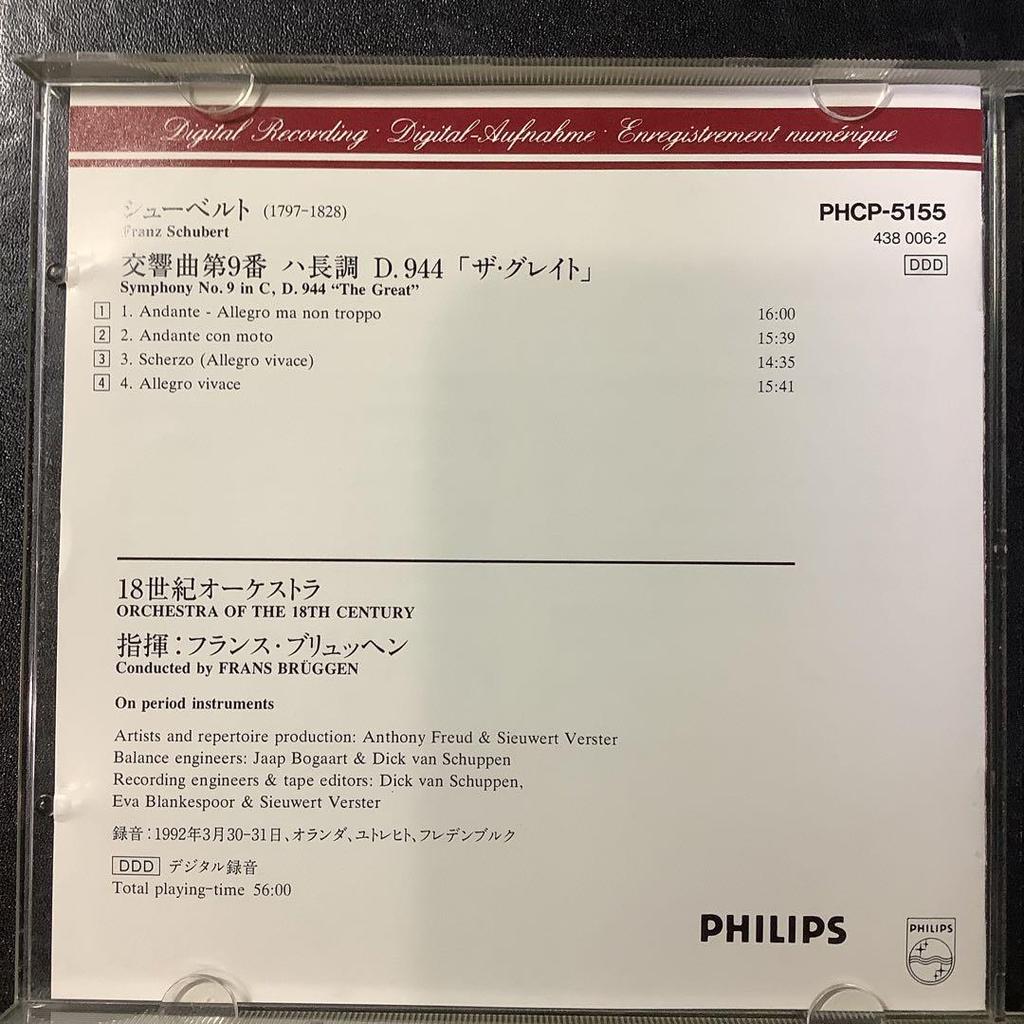 Digital Recording · Digital-Aufnahme · Enregistrement numérique
シューベルト (1797-1828)
Franz Schubert
PHCP-5155
438 006-2
DDD
交響曲第9番 ハ長調 D. 944「ザ・グレイト」
Symphony No. 9 in C, D. 944 “The Great”
1 1. Andante - Allegro ma non troppo 16:00
2 2. Andante con moto 15:39
3 3. Scherzo (Allegro vivace) 14:35
4 4. Allegro vivace 15:41
18世紀オーケストラ
ORCHESTRA OF THE 18TH CENTURY
指揮：フランス・ブリュッヘン
Conducted by FRANS BRÜGGEN
On period instruments
Artists and repertoire production: Anthony Freud & Sieuwert Verster
Balance engineers: Jaap Bogaart & Dick van Schuppen
Recording engineers & tape editors: Dick van Schuppen,
Eva Blankespoor & Sieuwert Verster
録音：1992年3月30-31日、オランダ、ユトレヒト、フレデンブルク
DDD デジタル録音
Total playing-time 56:00
PHILIPS
PHILIPS